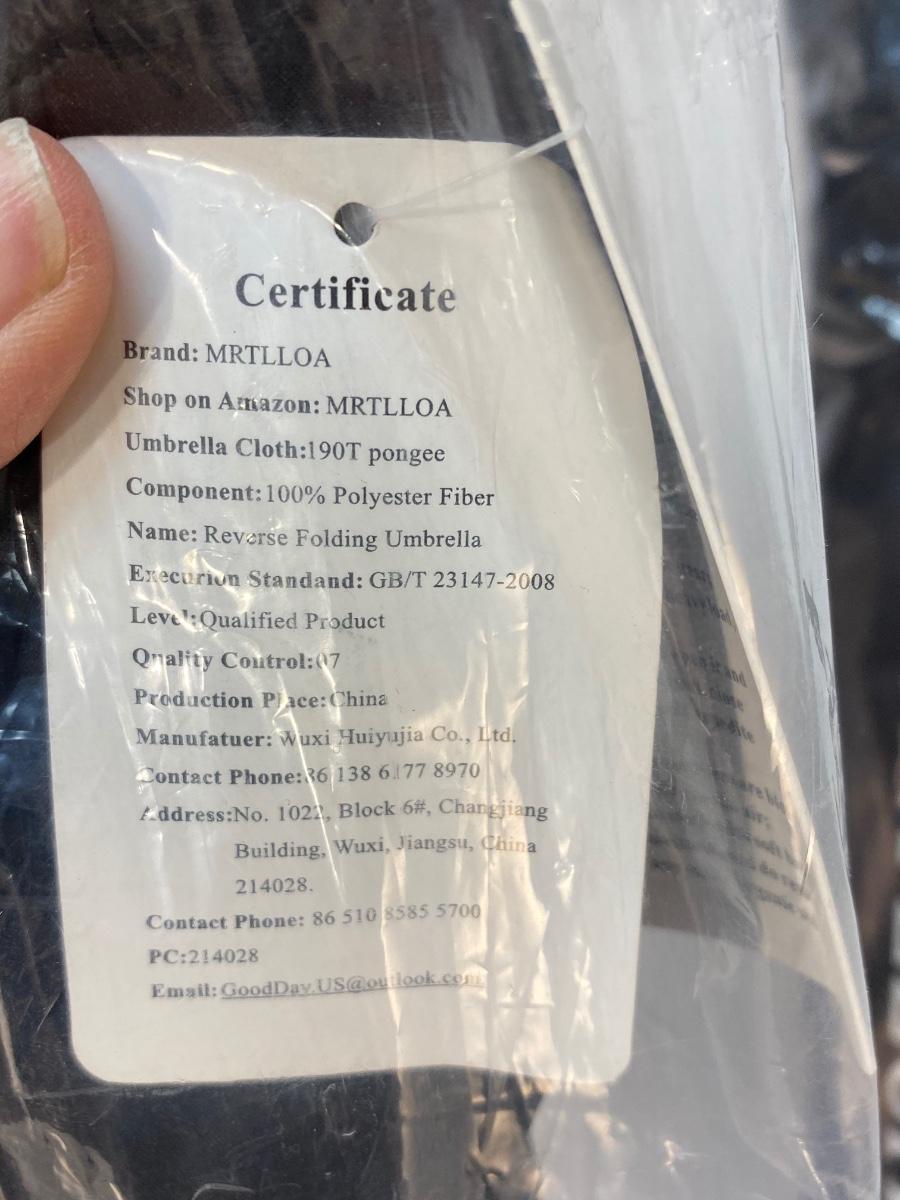 Certificate
Brand: MRTLLOA
Shop on Amazon: MRTLLOA
Umbrella Cloth:190T pongee
Component:100% Polyester Fiber
Name: Reverse Folding Umbrella
Execurion Standand: GB/T 23147-2008
Level:Qualified Product
Quality Control:07
Production Place:China
Manufatuer: Wuxi Huiyujia Co., Ltd.
Contact Phone:86 138 6177 8970
Address:No. 1022, Block 6#, Changjiang
Building, Wuxi, Jiangsu, China
214028.
Contact Phone: 86 510 8585 5700
PC:214028
Email: GoodDay.US@outlook.com